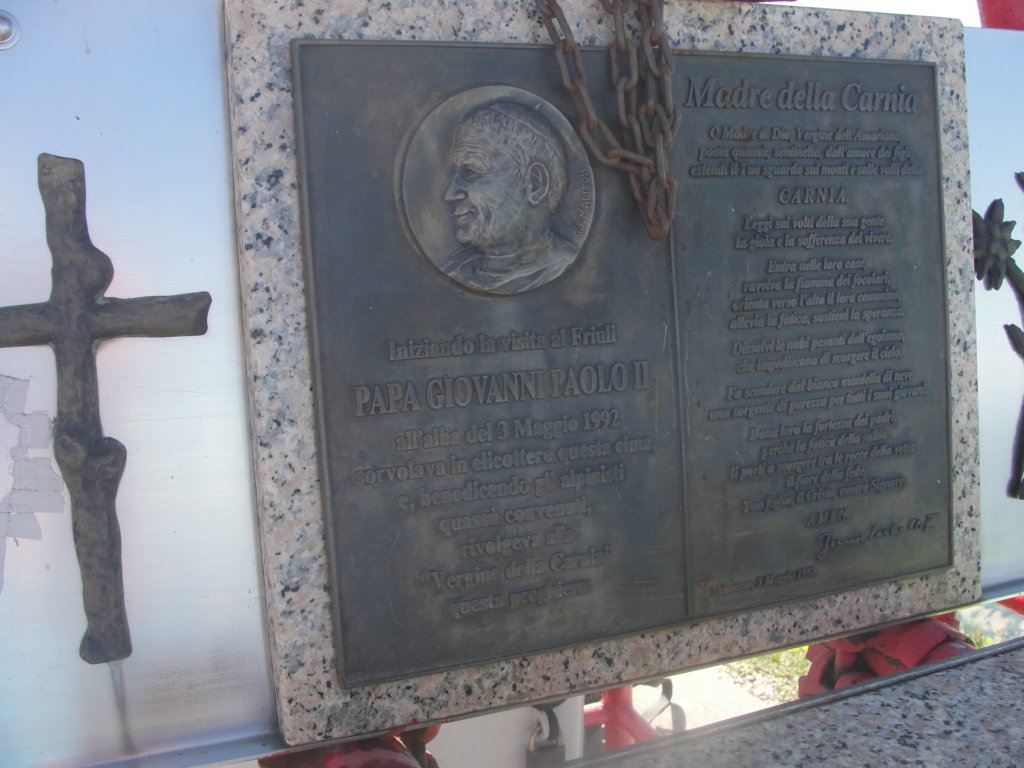 Iniziando la visita al Friuli
PAPA GIOVANNI PAOLO II
all'alba del 3 Maggio 1992
sorvolava in elicottero questa cima
e, benedicendo gli alpinisti
quassù convenuti,
rivolgeva alla
"Vergine della Carnia"
questa preghiera
Madre della Carnia
O Madre di Dio, Vergine dell'Amariana,
posta quassù, sentinella, dall'amore dei figli,
estendi il Tuo sguardo sui monti e sulle valli della
CARNIA.
Leggi sui volti della sua gente
la gioia e la sofferenza del vivere.
Entra nelle loro case,
ravviva la fiamma dei focolari,
orienta verso l'alto il loro cammino,
allevia la fatica, sostieni la speranza.
Dissolvi le nubi pesanti dell'egoismo,
che impediscono di scorgere il cielo.
Fa scendere dal bianco mantello di neve
una sorgente di purezza per tutti i suoi giovani.
Dona loro la fortezza dei padri,
perchè la fatica della salita
li porti a scorgere tra le rocce della vetta
il fiore della fede,
Tuo Figlio, il Cristo, nostro Signore.
AMEN.
3 Maggio 1992